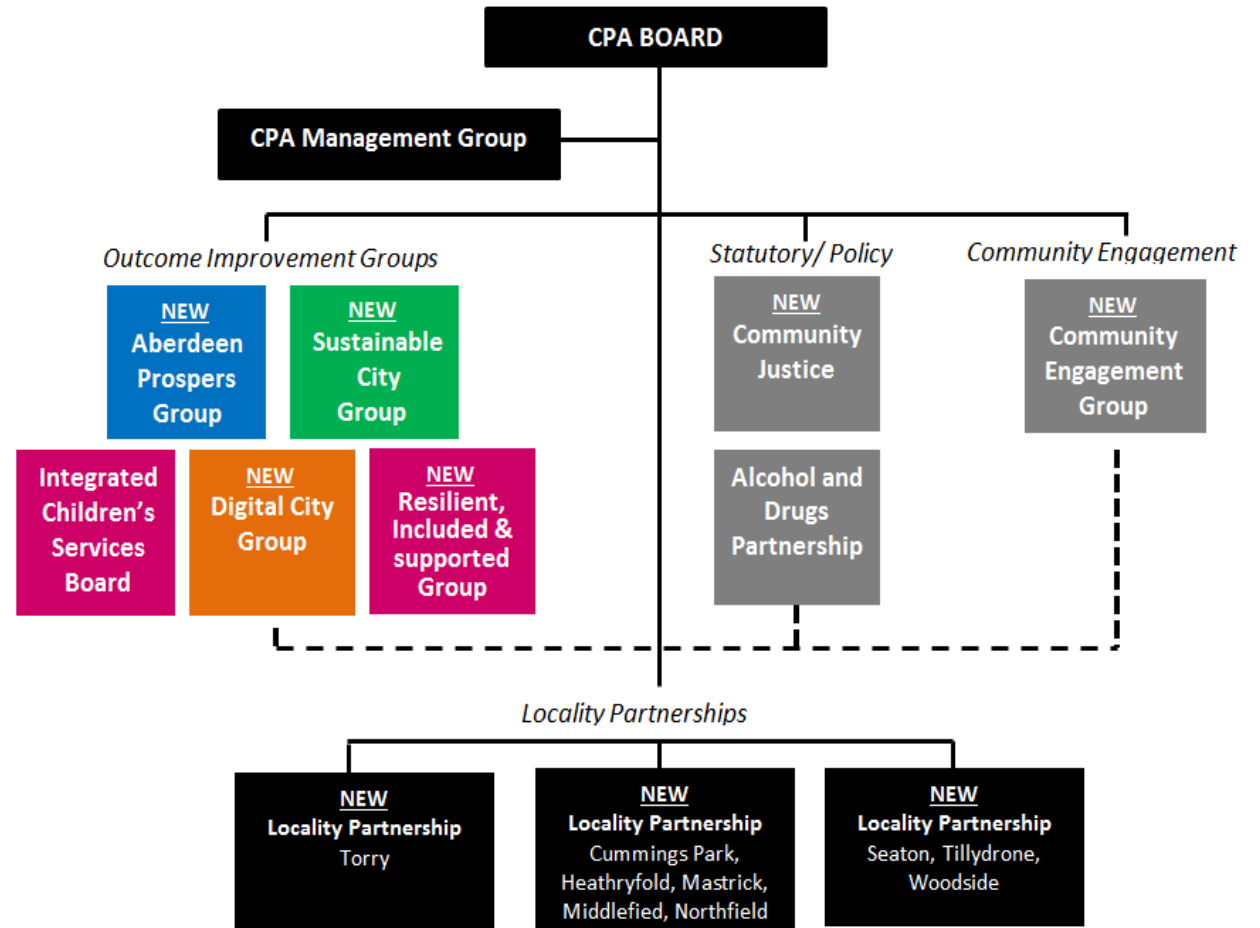 CPA BOARD
CPA Management Group
Outcome Improvement Groups
Statutory/ Policy
Community Engagement
NEW
Aberdeen
Prospers
Group
NEW
Sustainable
City
Group
NEW
Community
Justice
NEW
Community
Engagement
Group
Integrated
Children’s
Services
Board
NEW
Digital City
Group
NEW
Resilient,
Included &
supported
Group
Alcohol and
Drugs
Partnership
Locality Partnerships
NEW
Locality Partnership
Torry
NEW
Locality Partnership
Cummings Park,
Heathryfold, Mastrick,
Middlefied, Northfield
NEW
Locality Partnership
Seaton, Tillydrone,
Woodside